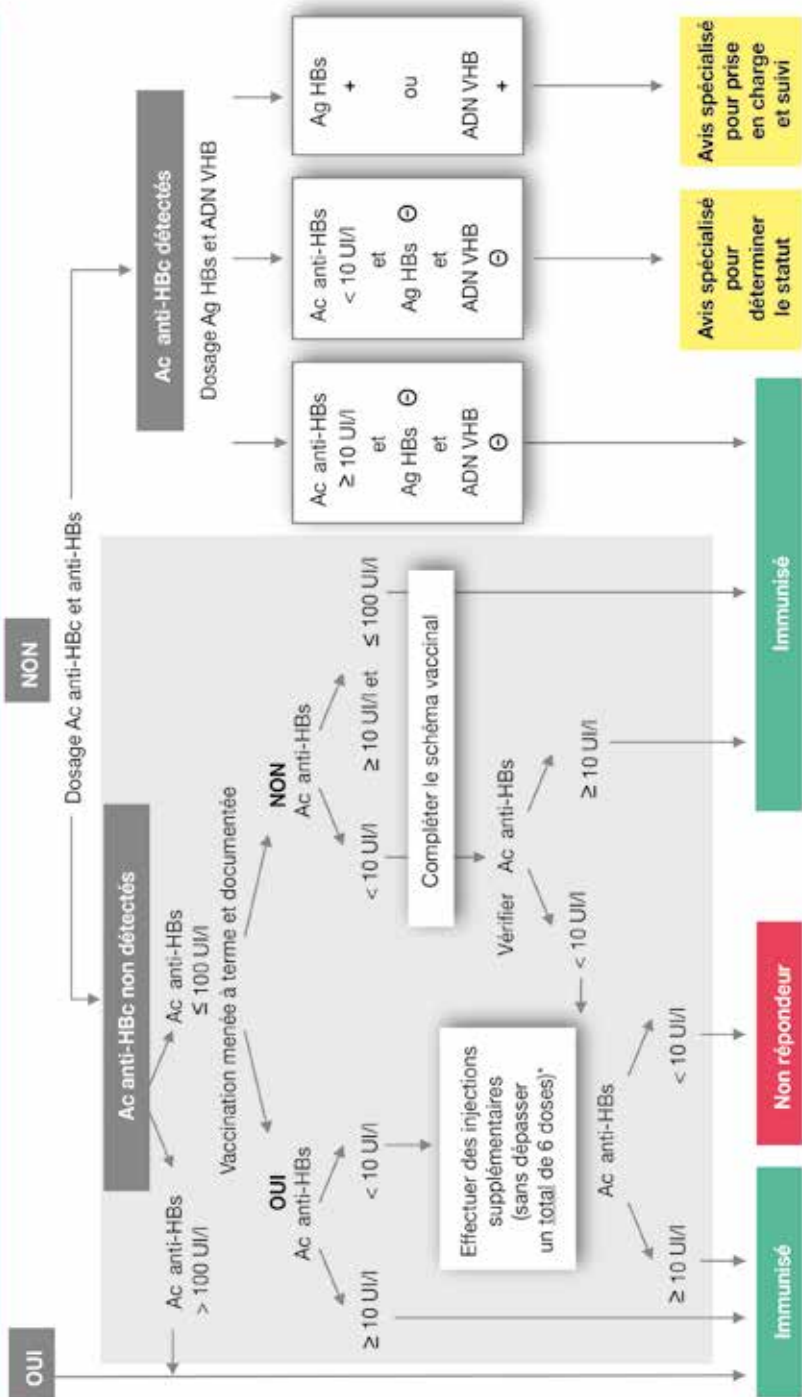 OUI
NON
Dosage Ac anti-HBc et anti-HBs
Ac anti-HBc non détectés
Ac anti-HBs
> 100 UI/l
Ac anti-HBs
≤ 100 UI/l
Vaccination menée à terme et documentée
OUI
Ac anti-HBs
≥ 10 UI/l
< 10 UI/l
NON
Ac anti-HBs
< 10 UI/l
≥ 10 UI/l et
≤ 100 UI/l
Compléter le schéma vaccinal
Vérifier Ac anti-HBs
< 10 UI/l
≥ 10 UI/l
Effectuer des injections
supplémentaires
(sans dépasser
un total de 6 doses)*
Ac anti-HBs
≥ 10 UI/l
< 10 UI/l
Ac anti-HBc détectés
Dosage Ag HBs et ADN VHB
Ac anti-HBs
≥ 10 UI/l
et
Ag HBs ⊖
et
ADN VHB
⊖
Ac anti-HBs
< 10 UI/l
et
Ag HBs ⊖
et
ADN VHB
⊖
Ag HBs
+
ou
ADN VHB
+
Immunisé
Non répondeur
Immunisé
Avis spécialisé
pour
déterminer
le statut
Avis spécialisé
pour prise
en charge
et suivi